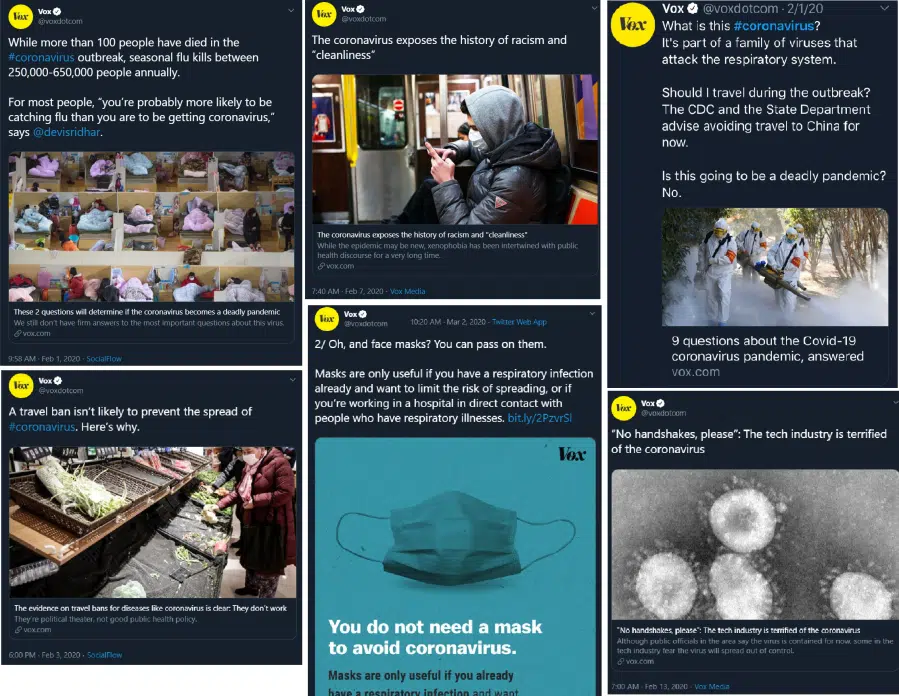 Vox
@voxdotcom
While more than 100 people have died in the
#coronavirus outbreak, seasonal flu kills between
250,000-650,000 people annually.
For most people, “you're probably more likely to be
catching flu than you are to be getting coronavirus,”
says @devisridhar.
These 2 questions will determine if the coronavirus becomes a deadly pandemic
We still don't have firm answers to the most important questions about this virus.
vox.com
9:58 AM · Feb 1, 2020 · SocialFlow
Vox
@voxdotcom
A travel ban isn't likely to prevent the spread of
#coronavirus. Here's why.
The evidence on travel bans for diseases like coronavirus is clear: They don't work
They're political theater, not good public health policy.
vox.com
6:00 PM · Feb 3, 2020 · SocialFlow
Vox
@voxdotcom
The coronavirus exposes the history of racism and
“cleanliness”
The coronavirus exposes the history of racism and “cleanliness”
While the epidemic may be new, xenophobia has been intertwined with public
health discourse for a very long time.
vox.com
7:40 AM · Feb 7, 2020 · Vox Media
Vox
@voxdotcom
10:20 AM · Mar 2, 2020 · Twitter Web App
2/ Oh, and face masks? You can pass on them.
Masks are only useful if you have a respiratory infection
already and want to limit the risk of spreading, or if
you're working in a hospital in direct contact with
people who have respiratory illnesses. bit.ly/2PzvrSl
Vox
You do not need a mask
to avoid coronavirus.
Masks are only useful if you already
have a respiratory infection and want
Vox @voxdotcom · 2/1/20
What is this #coronavirus?
It's part of a family of viruses that
attack the respiratory system.
Should I travel during the outbreak?
The CDC and the State Department
advise avoiding travel to China for
now.
Is this going to be a deadly pandemic?
No.
9 questions about the Covid-19
coronavirus pandemic, answered
vox.com
Vox
@voxdotcom
“No handshakes, please”: The tech industry is terrified
of the coronavirus
“No handshakes, please”: The tech industry is terrified of the coronavirus
Although public officials in the area say the virus is contained for now, some in the
tech industry fear the virus will spread out of control.
vox.com
7:00 AM · Feb 13, 2020 · Vox Media